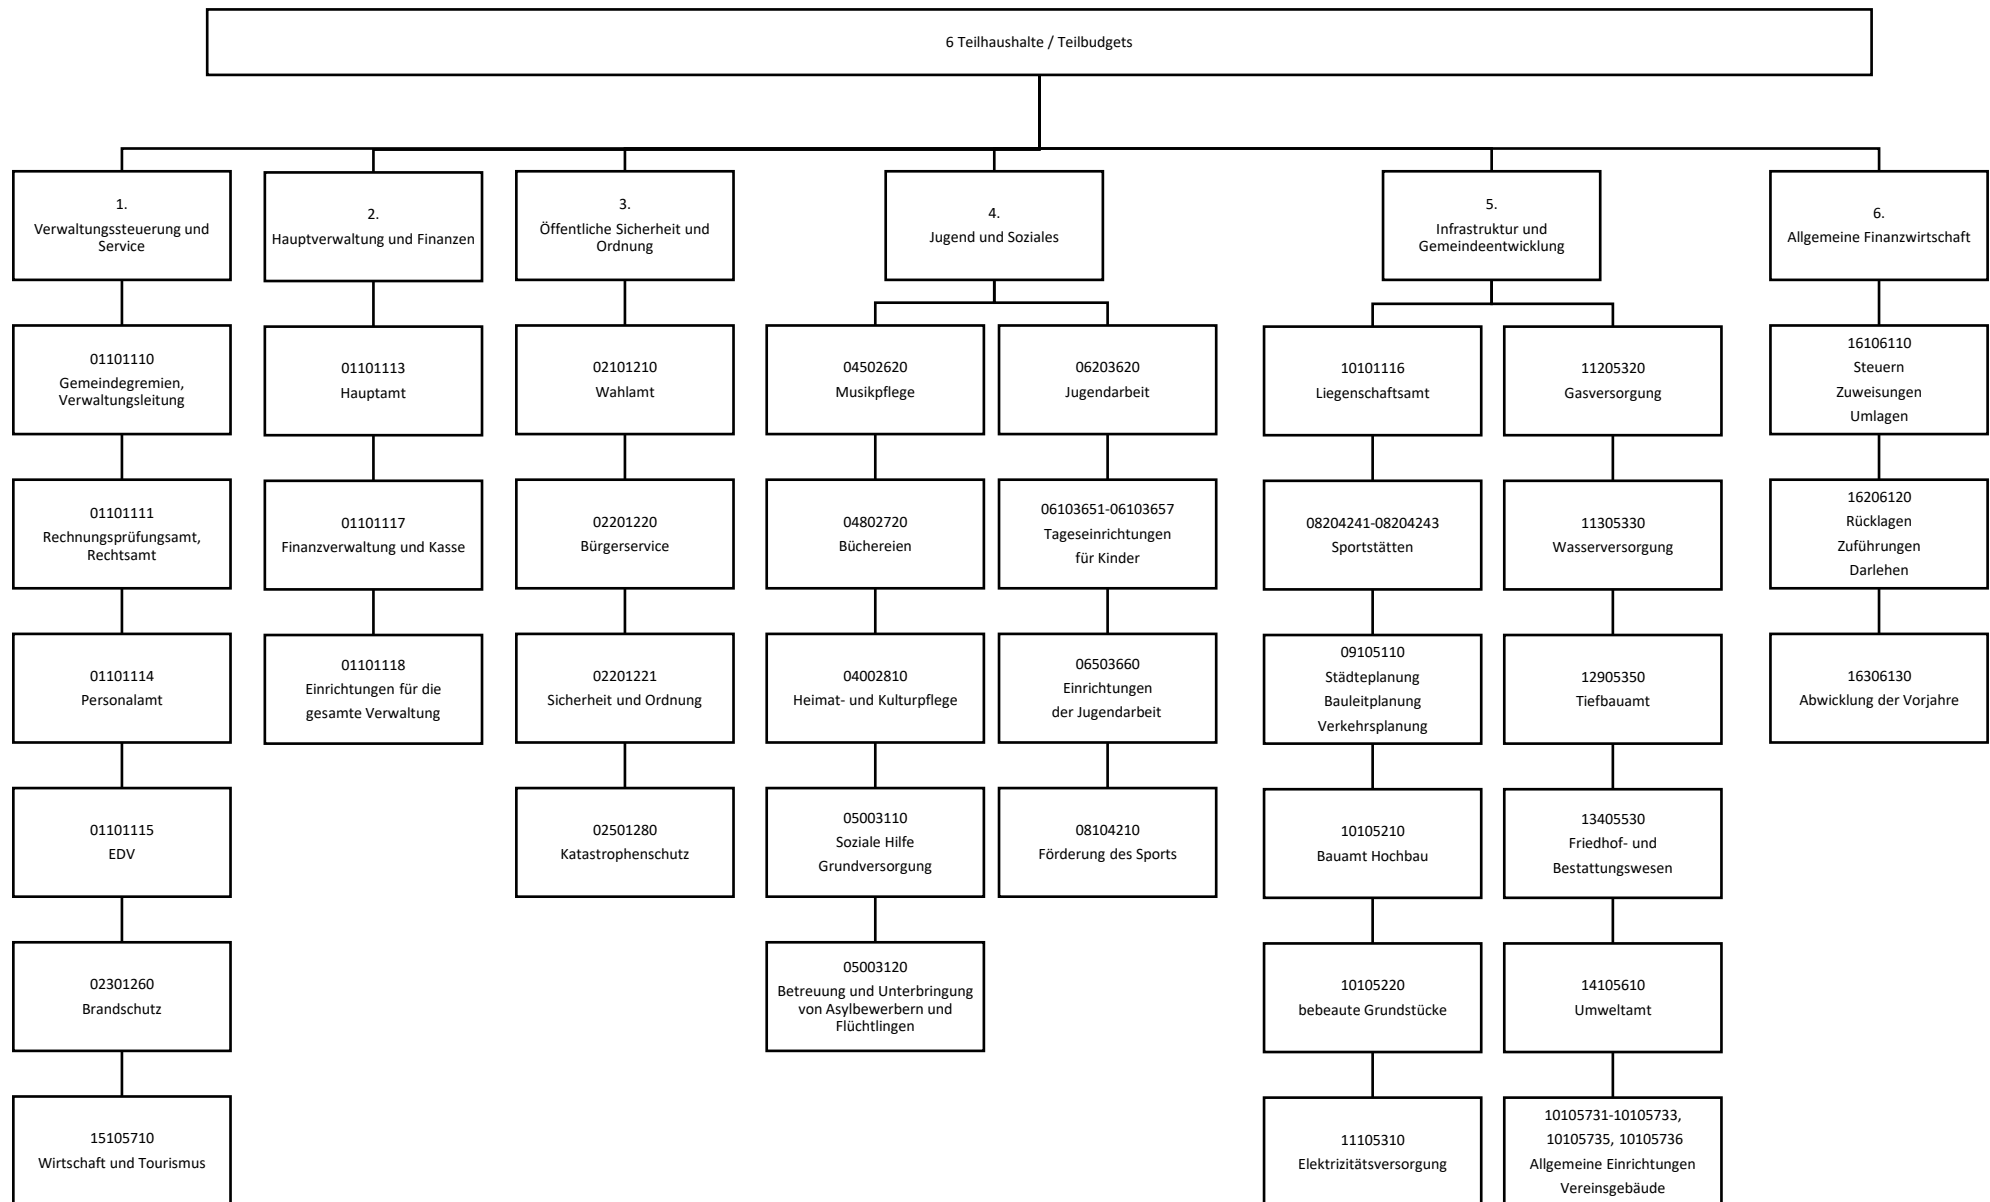 6 Teilhaushalte / Teilbudgets
1.
Verwaltungssteuerung und
Service
01101110
Gemeindegremien,
Verwaltungsleitung
01101111
Rechnungsprüfungsamt,
Rechtsamt
01101114
Personalamt
01101115
EDV
02301260
Brandschutz
15105710
Wirtschaft und Tourismus
2.
Hauptverwaltung und Finanzen
01101113
Hauptamt
01101117
Finanzverwaltung und Kasse
01101118
Einrichtungen für die
gesamte Verwaltung
3.
Öffentliche Sicherheit und
Ordnung
02101210
Wahlamt
02201220
Bürgerservice
02201221
Sicherheit und Ordnung
02501280
Katastrophenschutz
4.
Jugend und Soziales
04502620
Musikpflege
04802720
Büchereien
04002810
Heimat- und Kulturpflege
05003110
Soziale Hilfe
Grundversorgung
05003120
Betreuung und Unterbringung
von Asylbewerbern und
Flüchtlingen
06203620
Jugendarbeit
06103651-06103657
Tageseinrichtungen
für Kinder
06503660
Einrichtungen
der Jugendarbeit
08104210
Förderung des Sports
5.
Infrastruktur und
Gemeindeentwicklung
10101116
Liegenschaftsamt
08204241-08204243
Sportstätten
09105110
Städteplanung
Bauleitplanung
Verkehrsplanung
10105210
Bauamt Hochbau
10105220
bebaute Grundstücke
11105310
Elektrizitätsversorgung
11205320
Gasversorgung
11305330
Wasserversorgung
12905350
Tiefbauamt
13405530
Friedhof- und
Bestattungswesen
14105610
Umweltamt
10105731-10105733,
10105735, 10105736
Allgemeine Einrichtungen
Vereinsgebäude
6.
Allgemeine Finanzwirtschaft
16106110
Steuern
Zuweisungen
Umlagen
16206120
Rücklagen
Zuführungen
Darlehen
16306130
Abwicklung der Vorjahre